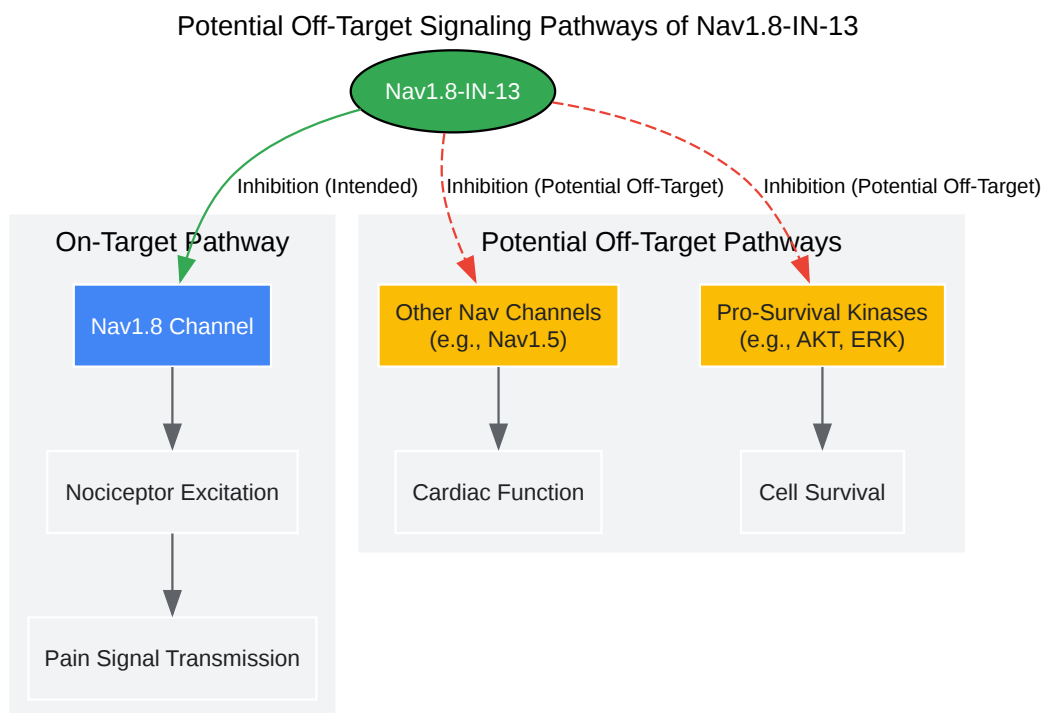 Potential Off-Target Signaling Pathways of Nav1.8-IN-13
Nav1.8-IN-13
Inhibition (Intended)
Inhibition (Potential Off-Target)
Inhibition (Potential Off-Target)
On-Target Pathway
Potential Off-Target Pathways
Nav1.8 Channel
Other Nav Channels
(e.g., Nav1.5)
Pro-Survival Kinases
(e.g., AKT, ERK)
Nociceptor Excitation
Cardiac Function
Cell Survival
Pain Signal Transmission